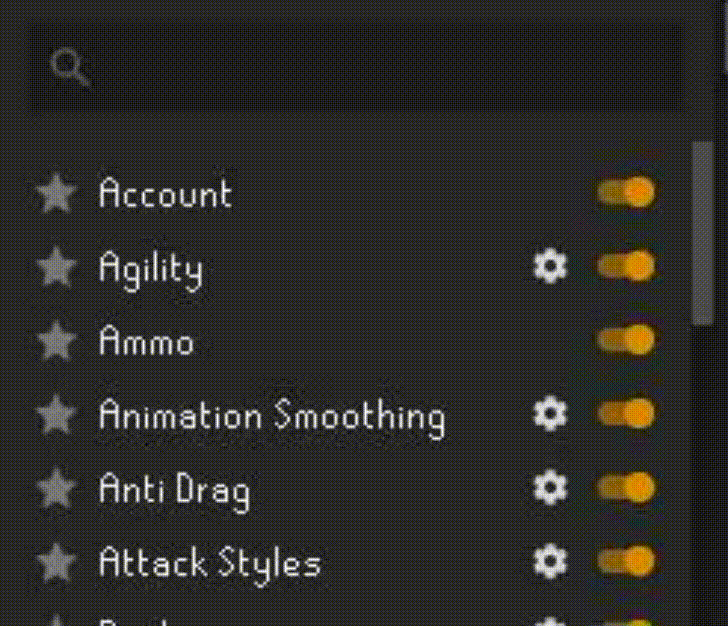 Account
Agility
Ammo
Animation Smoothing
Anti Drag
Attack Styles